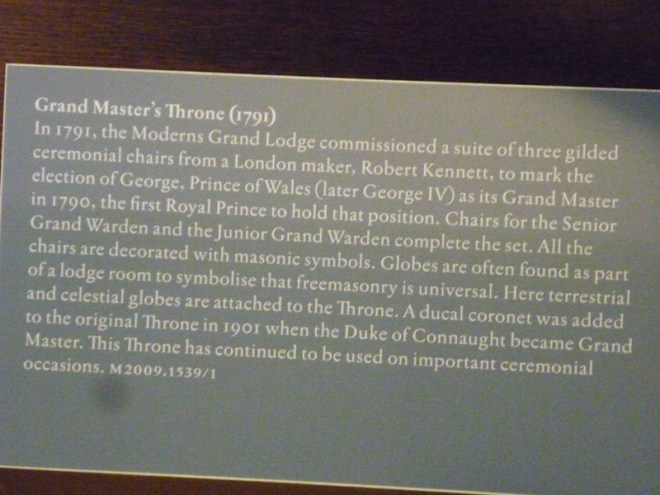 Grand Master's Throne (1791)
In 1791, the Moderns Grand Lodge commissioned a suite of three gilded
ceremonial chairs from a London maker, Robert Kennett, to mark the
election of George, Prince of Wales (later George IV) as its Grand Master
in 1790, the first Royal Prince to hold that position. Chairs for the Senior
Grand Warden and the Junior Grand Warden complete the set. All the
chairs are decorated with masonic symbols. Globes are often found as part
of a lodge room to symbolise that freemasonry is universal. Here terrestrial
and celestial globes are attached to the Throne. A ducal coronet was added
to the original Throne in 1901 when the Duke of Connaught became Grand
Master. This Throne has continued to be used on important ceremonial
occasions. M2009.1539/1